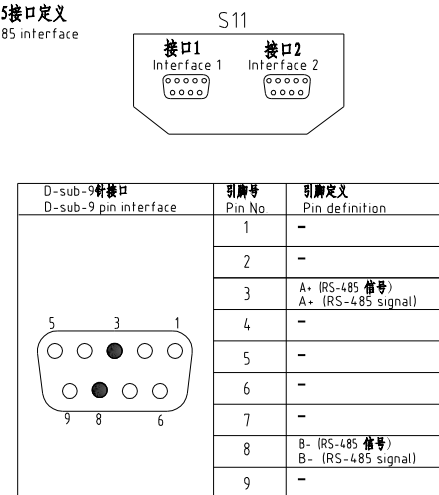 5接口定义
85 interface
S11
接口1 接口2
Interface 1 Interface 2
D-sub-9针接口 引脚号 引脚定义
D-sub-9 pin interface Pin No. Pin definition
1 -
2 -
3 A+ (RS-485 信号)
A+ (RS-485 signal)
4 -
5 -
6 -
7 -
8 B- (RS-485 信号)
B- (RS-485 signal)
9 -
5 3 1
9 8 6